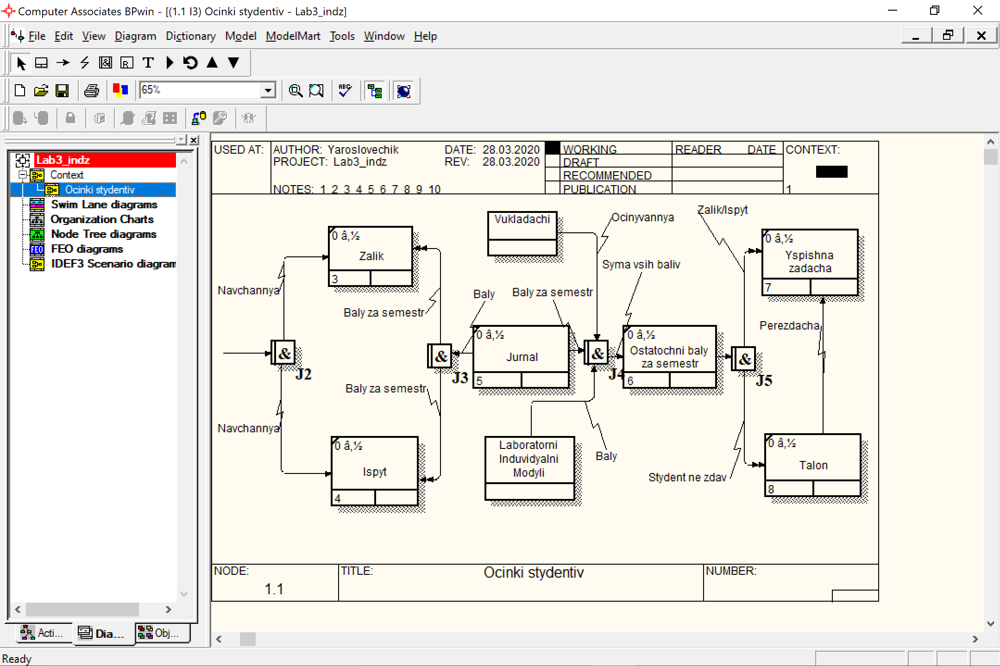 Computer Associates BPwin - [(1.1 I3) Ocinki stydentiv - Lab3_indz]
File Edit View Diagram Dictionary Model ModelMart Tools Window Help
R T
65% ABC
Lab3_indz
Context
Ocinki stydentiv
Swim Lane diagrams
Organization Charts
Node Tree diagrams
FEO FEO diagrams
IDEF3 Scenario diagram
Acti... Dia... Obj...
USED AT: AUTHOR: Yaroslovechik DATE: 28.03.2020 WORKING READER DATE CONTEXT:
PROJECT: Lab3_indz REV: 28.03.2020 DRAFT
RECOMMENDED
NOTES: 1 2 3 4 5 6 7 8 9 10 PUBLICATION 1
Navchannya
Navchannya
& J2
0 â‚½
Zalik
3
Baly za semestr
Baly za semestr
0 â‚½
Ispyt
4
& J3
Baly
0 â‚½
Jurnal
5
Vukladachi
Baly za semestr
Laboratorni
Induvidyalni
Modyli
Baly
Ocinyvannya
& J4
Syma vsih baliv
0 â‚½
Ostatochni baly
za semestr
6
& J5
Zalik/Ispyt
0 â‚½
Yspishna
zadacha
7
Perezdacha
Stydent ne zdav
0 â‚½
Talon
8
NODE: TITLE: Ocinki stydentiv NUMBER:
1.1
Ready